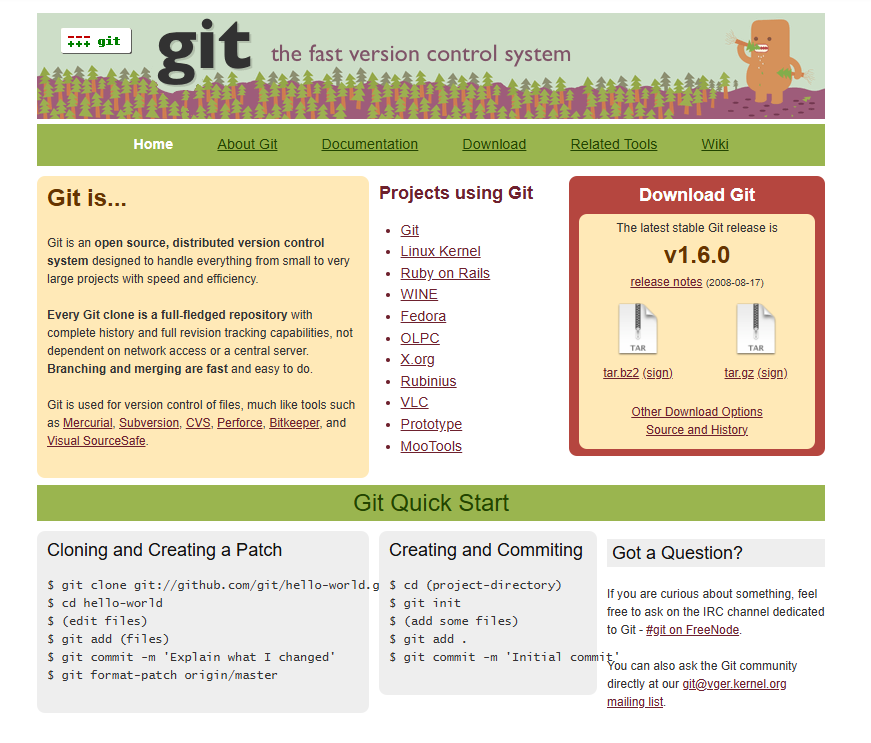 git
git
the fast version control system
Home About Git Documentation Download Related Tools Wiki
Git is...
Git is an open source, distributed version control
system designed to handle everything from small to very
large projects with speed and efficiency.
Every Git clone is a full-fledged repository with
complete history and full revision tracking capabilities, not
dependent on network access or a central server.
Branching and merging are fast and easy to do.
Git is used for version control of files, much like tools such
as Mercurial, Subversion, CVS, Perforce, Bitkeeper, and
Visual SourceSafe.
Projects using Git
Git
Linux Kernel
Ruby on Rails
WINE
Fedora
OLPC
X.org
Rubinius
VLC
Prototype
MooTools
Download Git
The latest stable Git release is
v1.6.0
release notes (2008-08-17)
TAR TAR
tar.bz2 (sign) tar.gz (sign)
Other Download Options
Source and History
Git Quick Start
Cloning and Creating a Patch
$ git clone git://github.com/git/hello-world.g
$ cd hello-world
$ (edit files)
$ git add (files)
$ git commit -m 'Explain what I changed'
$ git format-patch origin/master
Creating and Commiting
$ cd (project-directory)
$ git init
$ (add some files)
$ git add .
$ git commit -m 'Initial commit'
Got a Question?
If you are curious about something, feel
free to ask on the IRC channel dedicated
to Git - #git on FreeNode.
You can also ask the Git community
directly at our git@vger.kernel.org
mailing list.